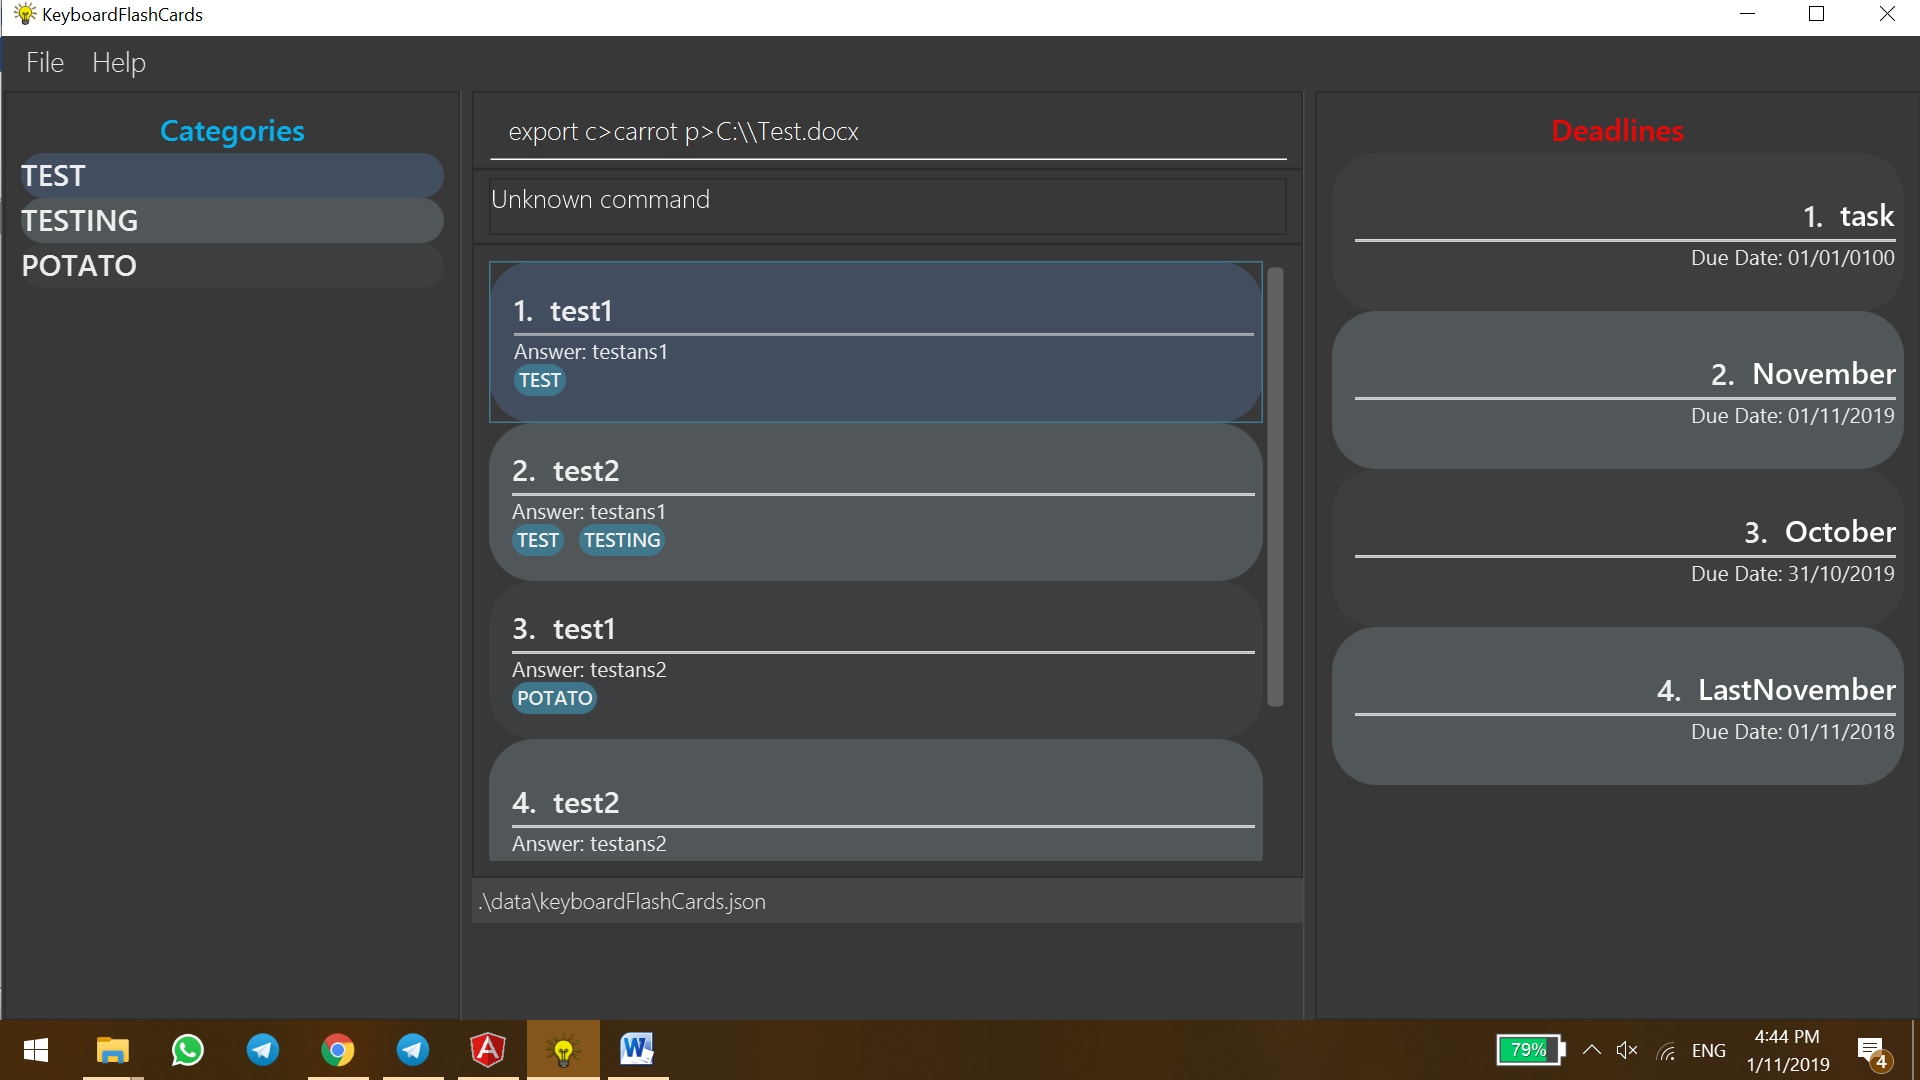 KeyboardFlashCards
File Help
Categories
TEST
TESTING
POTATO
export c>carrot p>C:\\Test.docx
Unknown command
1. test1
Answer: testans1
TEST
2. test2
Answer: testans1
TEST TESTING
3. test1
Answer: testans2
POTATO
4. test2
Answer: testans2
.\data\keyboardFlashCards.json
Deadlines
1. task
Due Date: 01/01/0100
2. November
Due Date: 01/11/2019
3. October
Due Date: 31/10/2019
4. LastNovember
Due Date: 01/11/2018
W
79%
ENG
4:44 PM
1/11/2019
4